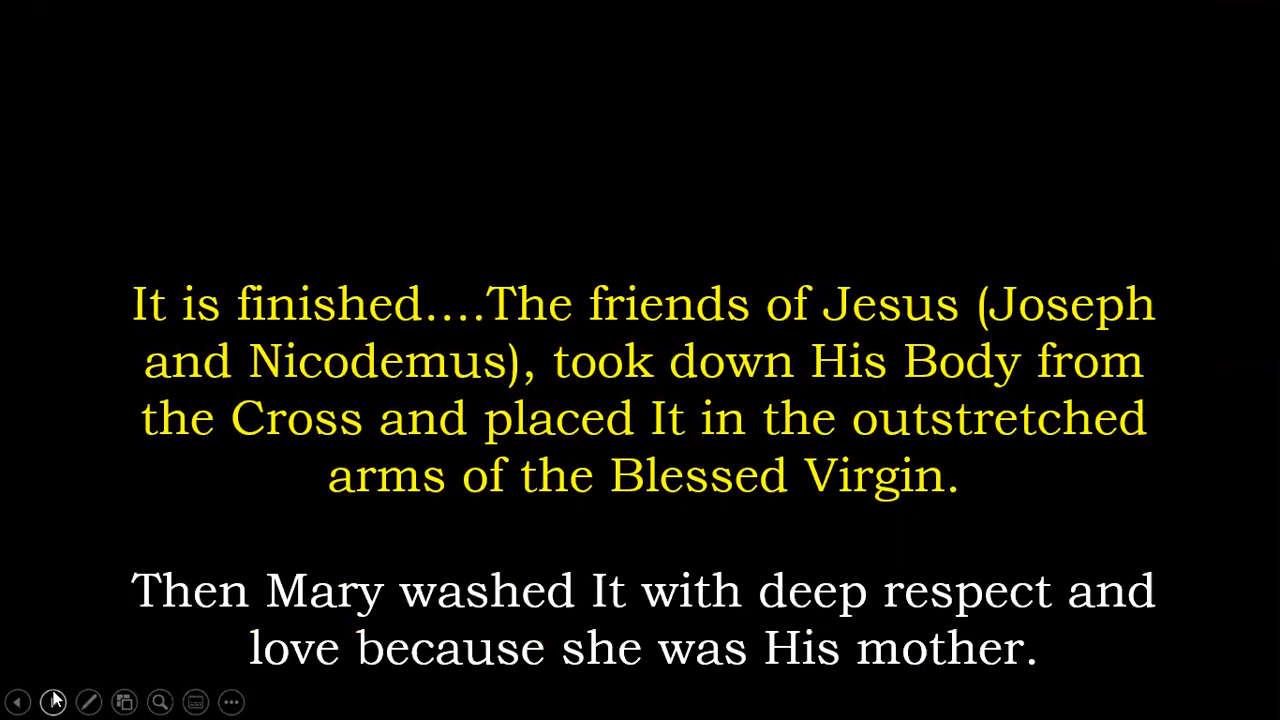 It is finished....The friends of Jesus (Joseph
and Nicodemus), took down His Body from
the Cross and placed It in the outstretched
arms of the Blessed Virgin.
Then Mary washed It with deep respect and
love because she was His mother.